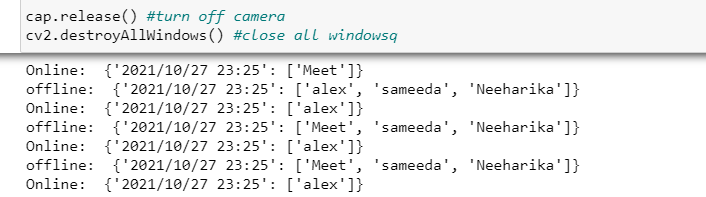 cap.release() #turn off camera
cv2.destroyAllWindows() #close all windowsq
Online:  {'2021/10/27 23:25': ['Meet']}
offline:  {'2021/10/27 23:25': ['alex', 'sameeda', 'Neeharika']}
Online:  {'2021/10/27 23:25': ['alex']}
offline:  {'2021/10/27 23:25': ['Meet', 'sameeda', 'Neeharika']}
Online:  {'2021/10/27 23:25': ['alex']}
offline:  {'2021/10/27 23:25': ['Meet', 'sameeda', 'Neeharika']}
Online:  {'2021/10/27 23:25': ['alex']}